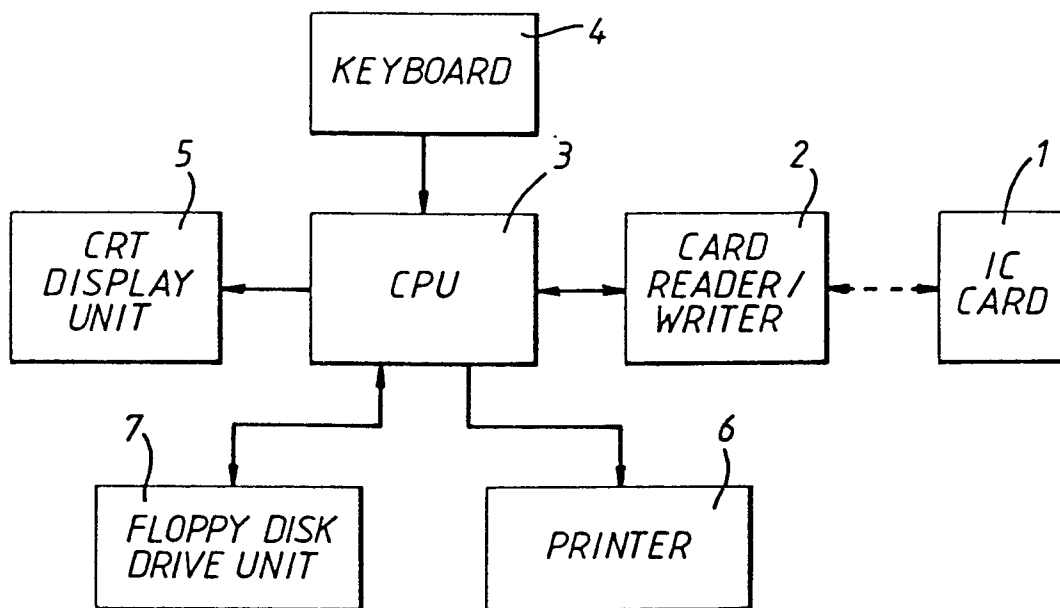 4
KEYBOARD
5
3
2
1
CRT
DISPLAY
UNIT
CPU
CARD
READER/
WRITER
IC
CARD
7
6
FLOPPY DISK
DRIVE UNIT
PRINTER